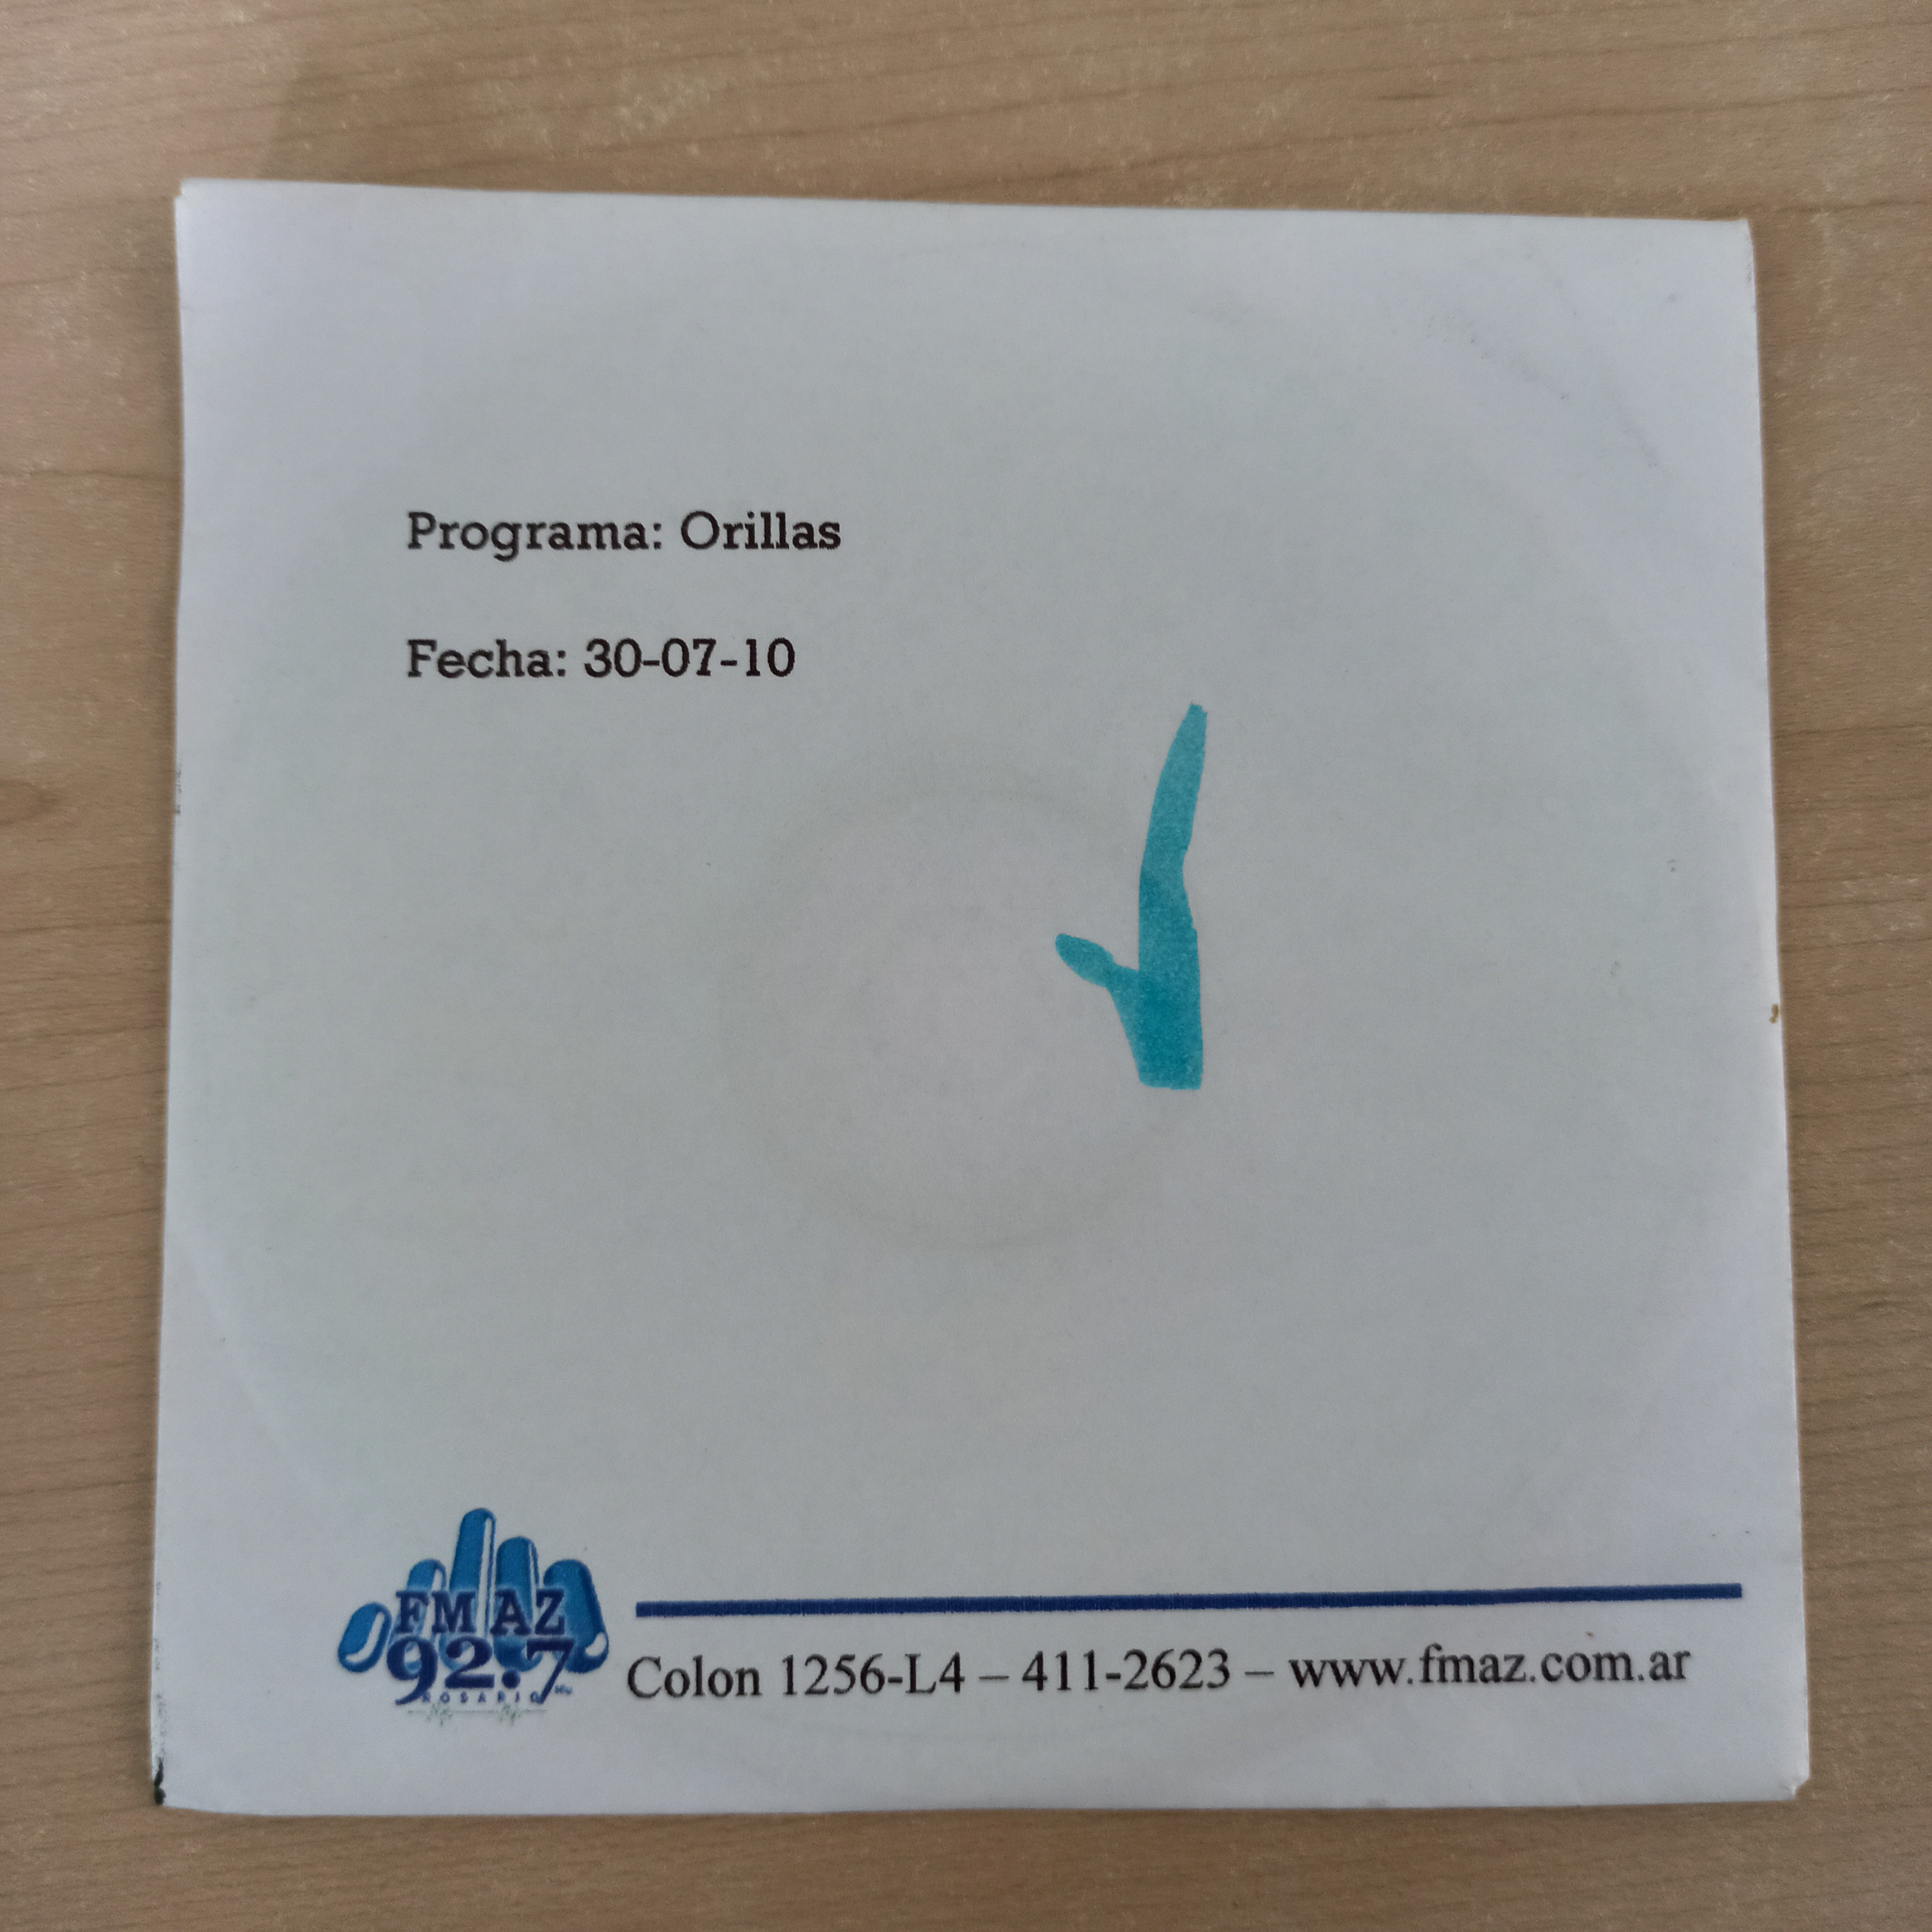 Programa: Orillas
Fecha: 30-07-10
FM AZ
92.7
ROSARIO
Colon 1256-L4 – 411-2623 – www.fmaz.com.ar